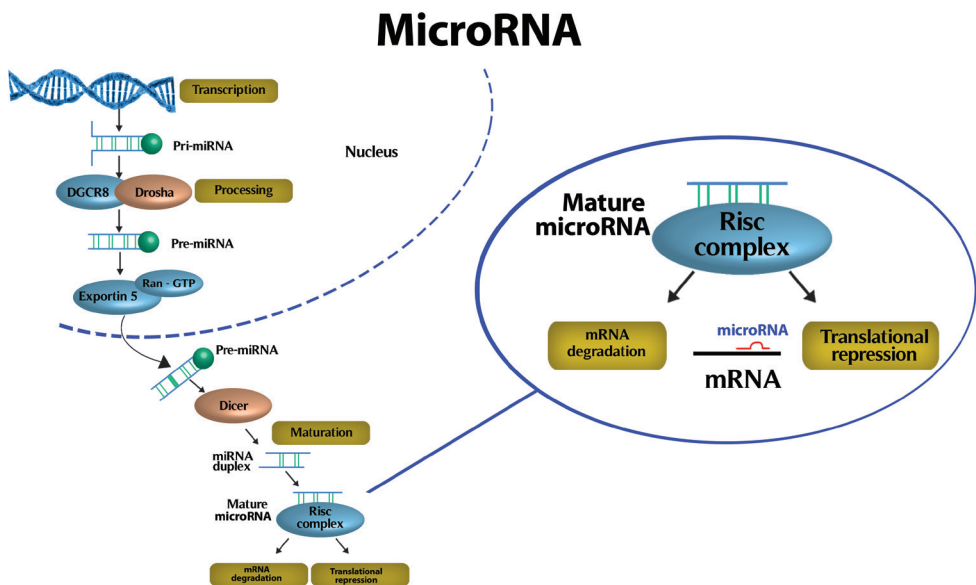 MicroRNA
Transcription
Pri-miRNA
Nucleus
DGCR8
Drosha
Processing
Pre-miRNA
Ran - GTP
Exportin 5
Pre-miRNA
Dicer
Maturation
miRNA
duplex
Mature
microRNA
Risc
complex
mRNA
degradation
Translational
repression
Mature
microRNA
Risc
complex
mRNA
degradation
microRNA
mRNA
Translational
repression